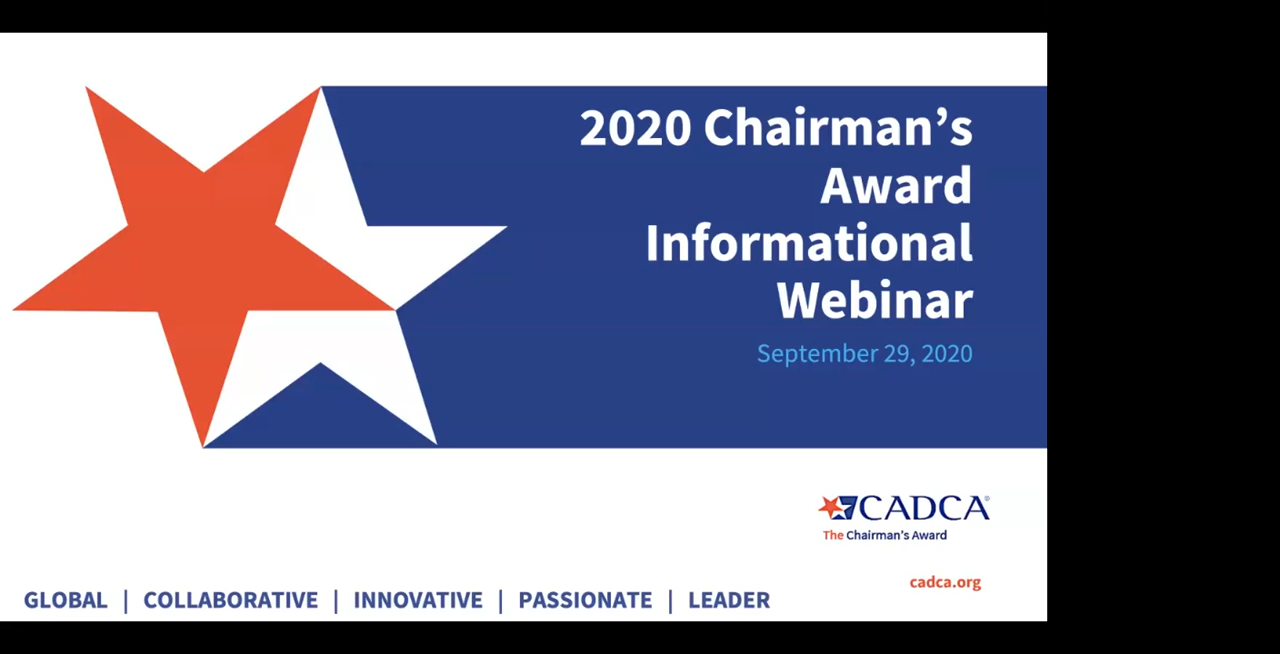 2020 Chairman’s
Award
Informational
Webinar
September 29, 2020
CADCA®
The Chairman’s Award
cadca.org
GLOBAL | COLLABORATIVE | INNOVATIVE | PASSIONATE | LEADER